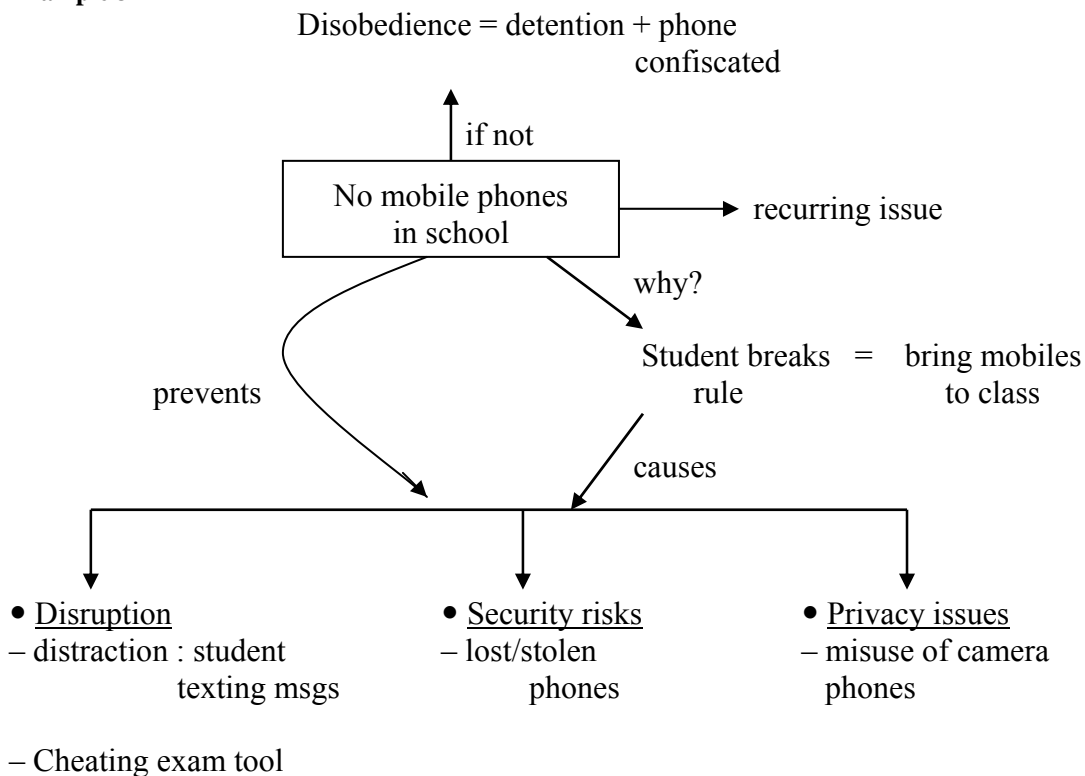 Disobedience = detention + phone
confiscated
if not
No mobile phones
in school
recurring issue
why?
Student breaks = bring mobiles
rule to class
prevents
causes
• Disruption
– distraction : student
texting msgs
– Cheating exam tool
• Security risks
– lost/stolen
phones
• Privacy issues
– misuse of camera
phones